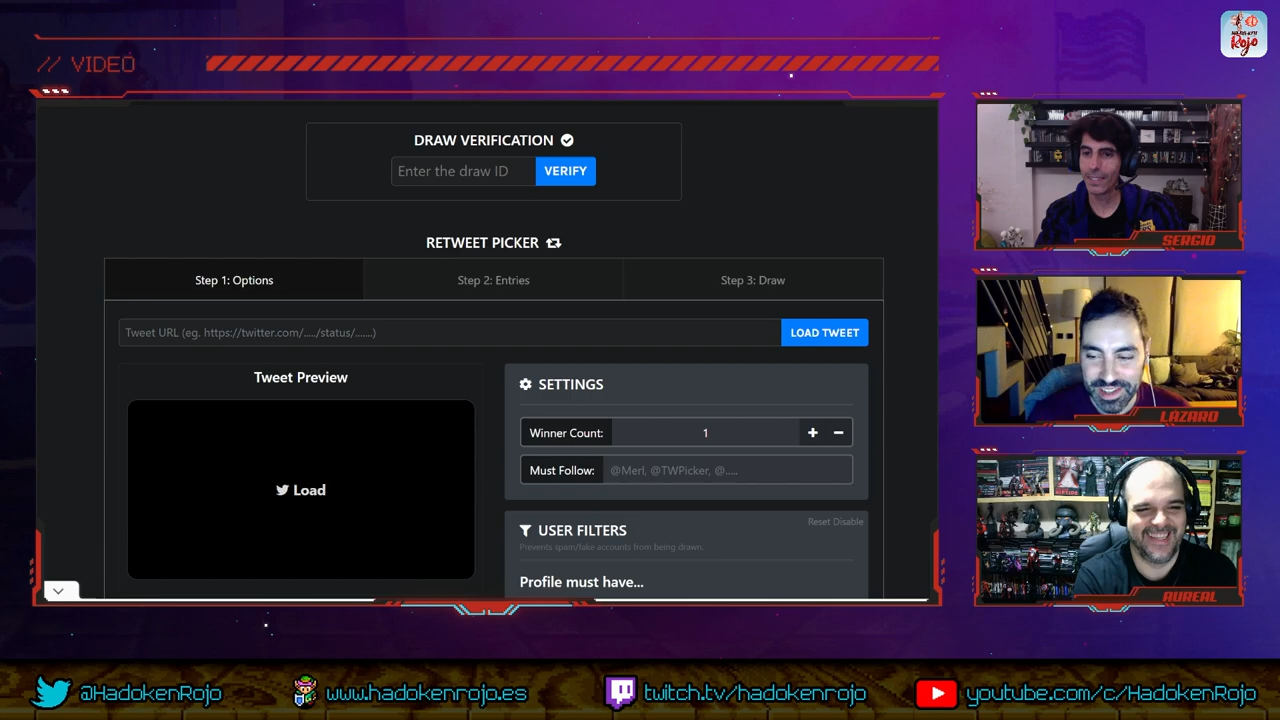 // VIDEO
Rojo
DRAW VERIFICATION
Enter the draw ID
VERIFY
RETWEET PICKER
Step 1: Options
Step 2: Entries
Step 3: Draw
Tweet URL (eg. https://twitter.com/..../status/......)
LOAD TWEET
Tweet Preview
Load
SETTINGS
Winner Count:
1
+
−
Must Follow:
@Merl, @TWPicker, @.....
USER FILTERS
Reset Disable
Prevents spam/fake accounts from being drawn.
Profile must have...
SERGIO
LÁZARO
AUREAL
@HadokenRojo
www.hadokenrojo.es
twitch.tv/hadokenrojo
youtube.com/c/HadokenRojo